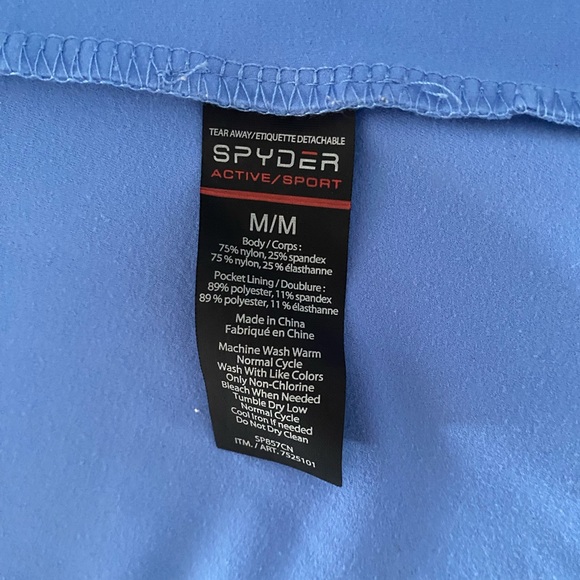 TEAR AWAY/ETIQUETTE DETACHABLE
SPYDER
ACTIVE/SPORT
M/M
Body / Corps :
75% nylon, 25% spandex
75 % nylon, 25 % élasthanne
Pocket Lining / Doublure :
89% polyester, 11% spandex
89 % polyester, 11 % élasthanne
Made in China
Fabriqué en Chine
Machine Wash Warm
Normal Cycle
Wash With Like Colors
Only Non-Chlorine
Bleach When Needed
Tumble Dry Low
Normal Cycle
Cool Iron if needed
Do Not Dry Clean
SPB57CN
ITM. / ART. 7525101